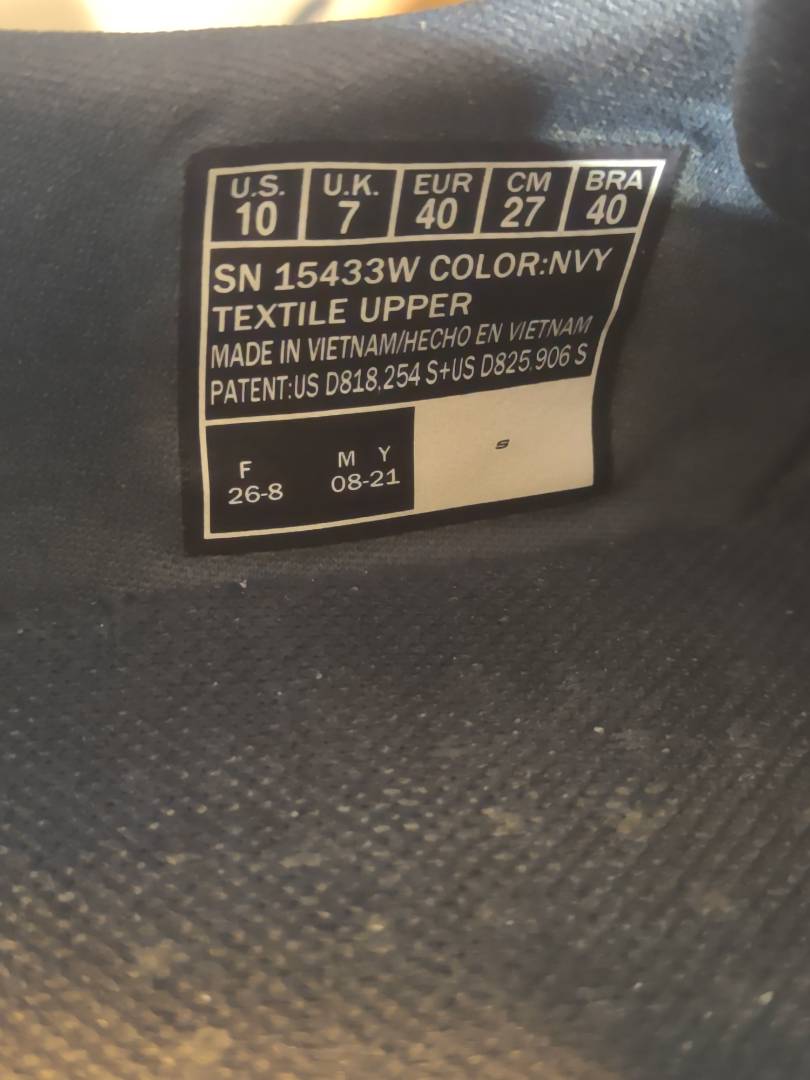 U.S. U.K. EUR CM BRA
10 7 40 27 40
SN 15433W COLOR:NVY
TEXTILE UPPER
MADE IN VIETNAM/HECHO EN VIETNAM
PATENT:US D818,254 S+US D825,906 S
F M Y
26-8 08-21
S